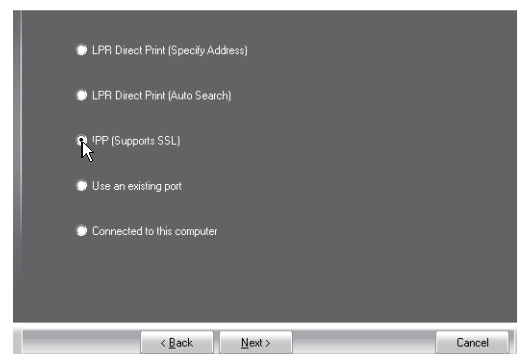 LPR Direct Print (Specify Address)
LPR Direct Print (Auto Search)
IPP (Supports SSL)
Use an existing port
Connected to this computer
< Back Next > Cancel